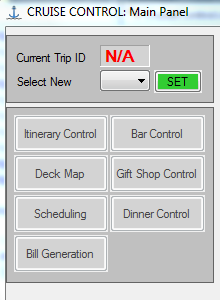 CRUISE CONTROL: Main Panel
Current Trip ID N/A
Select New SET
Itinerary Control Bar Control
Deck Map Gift Shop Control
Scheduling Dinner Control
Bill Generation